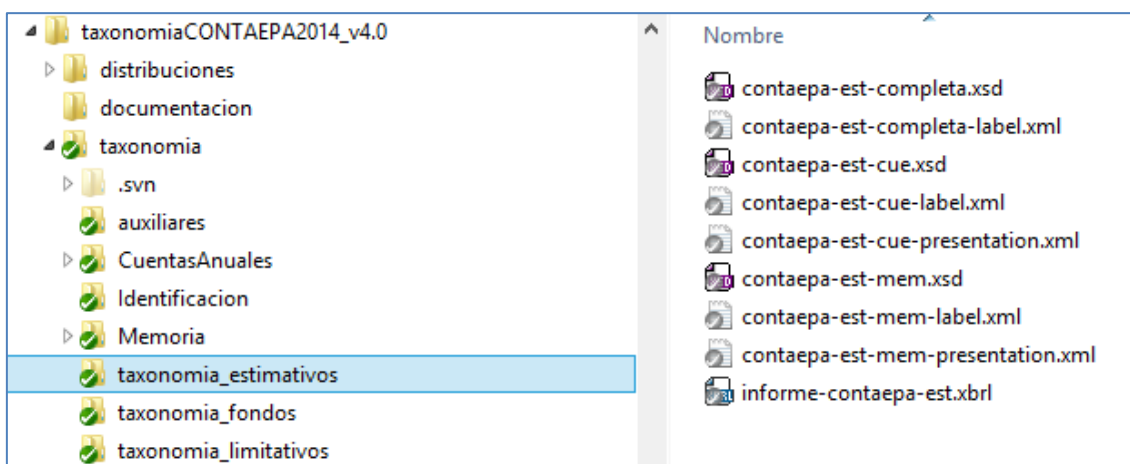 taxonomiaCONTAEPA2014_v4.0
distribuciones
documentacion
taxonomia
.svn
auxiliares
CuentasAnuales
Identificacion
Memoria
taxonomia_estimativos
taxonomia_fondos
taxonomia_limitativos
Nombre
contaepa-est-completa.xsd
contaepa-est-completa-label.xml
contaepa-est-cue.xsd
contaepa-est-cue-label.xml
contaepa-est-cue-presentation.xml
contaepa-est-mem.xsd
contaepa-est-mem-label.xml
contaepa-est-mem-presentation.xml
informe-contaepa-est.xbrl